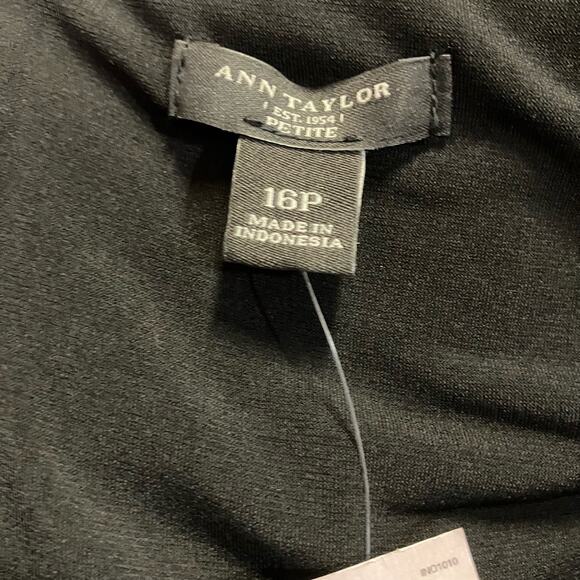 ANN TAYLOR
EST. 1954
PETITE
16P
MADE IN
INDONESIA